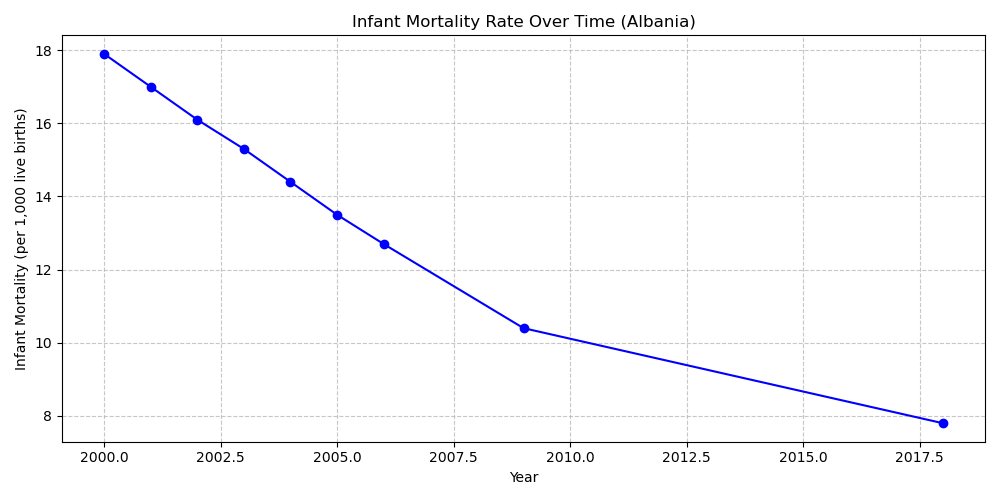 Infant Mortality Rate Over Time (Albania)
Infant Mortality (per 1,000 live births)
18
16
14
12
10
8
2000.0 2002.5 2005.0 2007.5 2010.0 2012.5 2015.0 2017.5
Year